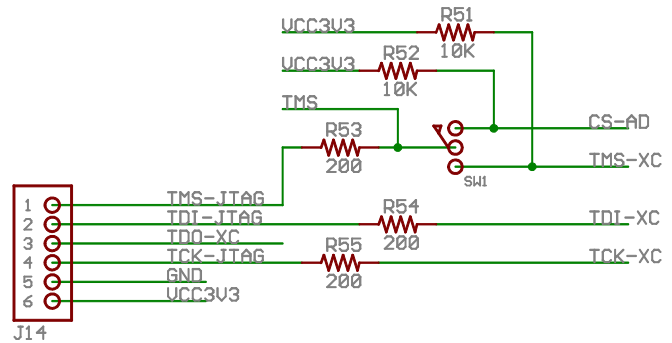 R51
VCC3V3
10K
R52
VCC3V3
10K
TMS
CS-AD
R53
200
TMS-XC
SW1
1 TMS-JTAG
R54
2 TDI-JTAG
TDI-XC
200
3 TDO-XC
R55
4 TCK-JTAG
TCK-XC
200
5 GND
6 VCC3V3
J14